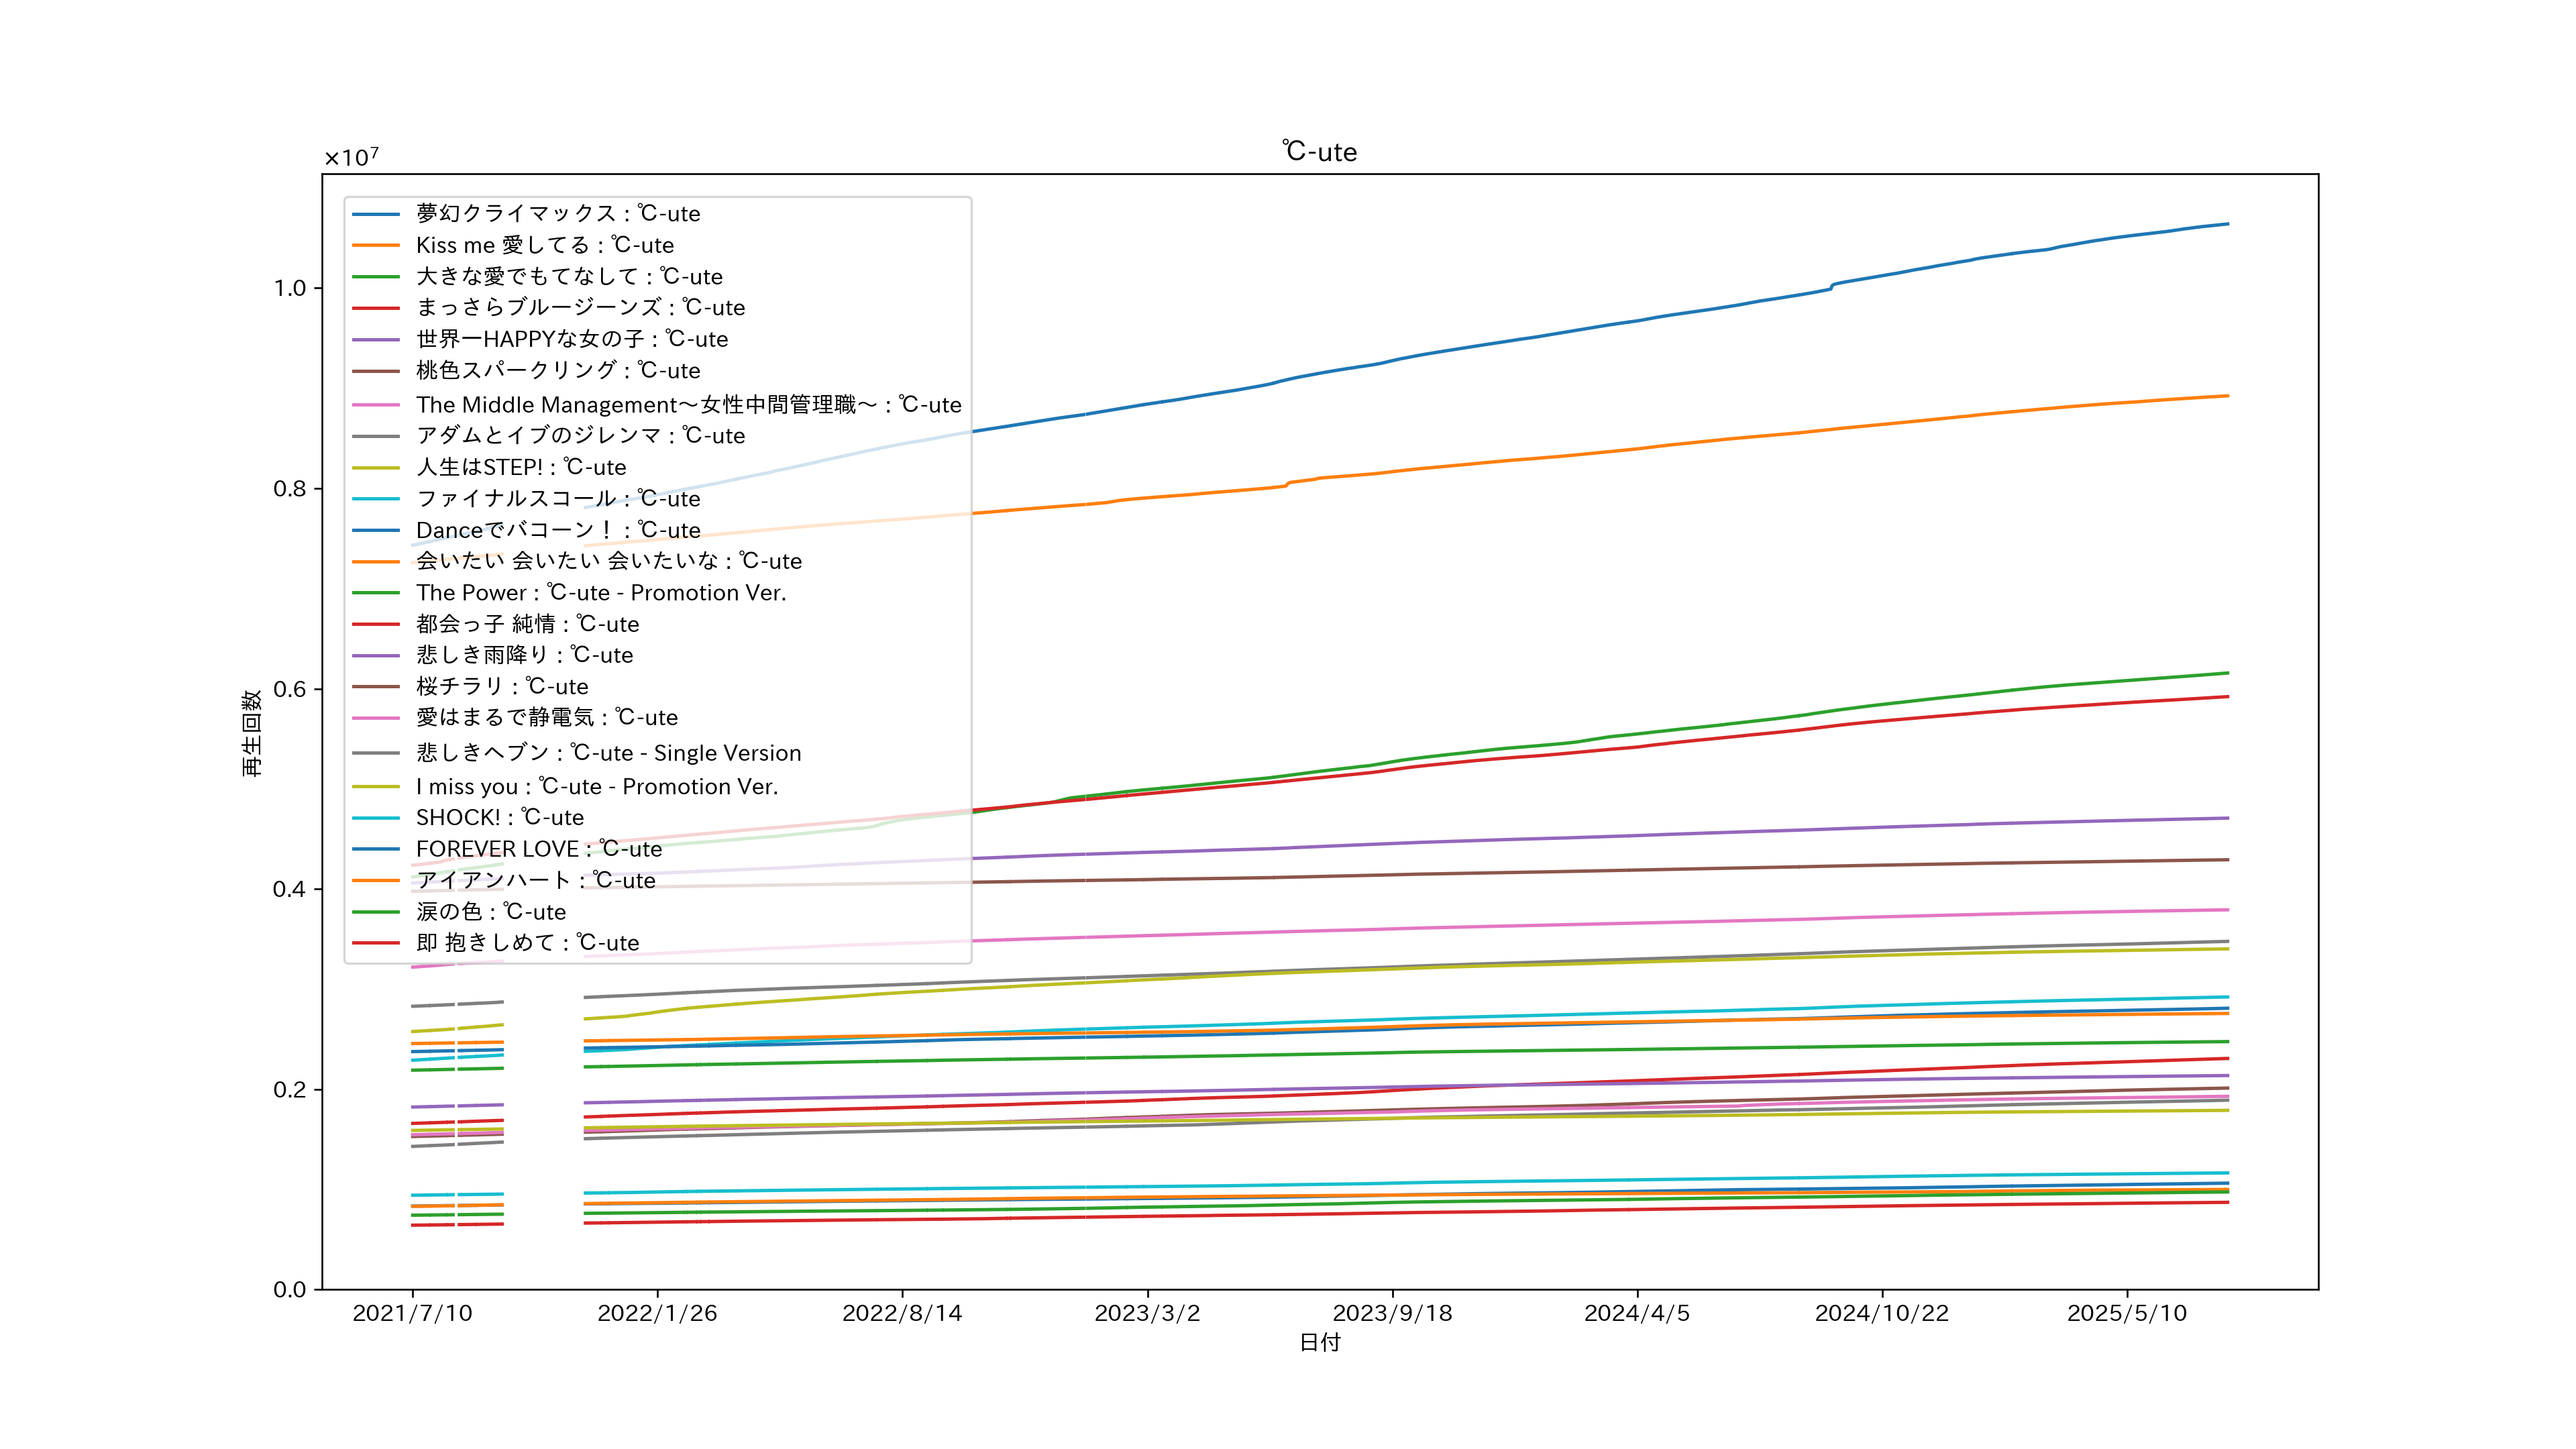 ℃-ute
×10⁷
夢幻クライマックス : ℃-ute
Kiss me 愛してる : ℃-ute
大きな愛でもてなして : ℃-ute
まっさらブルージーンズ : ℃-ute
世界一HAPPYな女の子 : ℃-ute
桃色スパークリング : ℃-ute
The Middle Management～女性中間管理職～ : ℃-ute
アダムとイブのジレンマ : ℃-ute
人生はSTEP! : ℃-ute
ファイナルスコール : ℃-ute
Danceでバコーン！ : ℃-ute
会いたい 会いたい 会いたいな : ℃-ute
The Power : ℃-ute - Promotion Ver.
都会っ子 純情 : ℃-ute
悲しき雨降り : ℃-ute
桜チラリ : ℃-ute
愛はまるで静電気 : ℃-ute
悲しきヘブン : ℃-ute - Single Version
I miss you : ℃-ute - Promotion Ver.
SHOCK! : ℃-ute
FOREVER LOVE : ℃-ute
アイアンハート : ℃-ute
涙の色 : ℃-ute
即 抱きしめて : ℃-ute
1.0
0.8
0.6
0.4
0.2
0.0
再生回数
2021/7/10 2022/1/26 2022/8/14 2023/3/2 2023/9/18 2024/4/5 2024/10/22 2025/5/10
日付